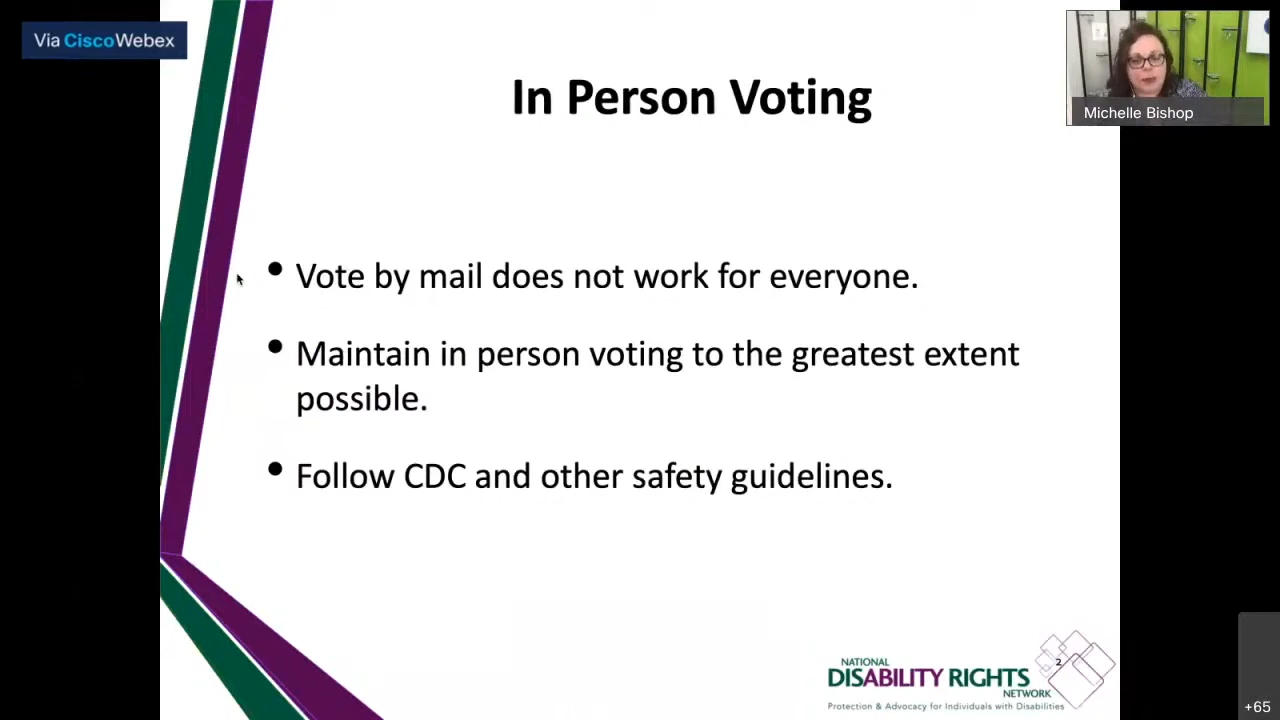 Via CiscoWebex
In Person Voting
Michelle Bishop
• Vote by mail does not work for everyone.
• Maintain in person voting to the greatest extent
possible.
• Follow CDC and other safety guidelines.
2
NATIONAL
DISABILITY RIGHTS
NETWORK
Protection & Advocacy for Individuals with Disabilities
+65